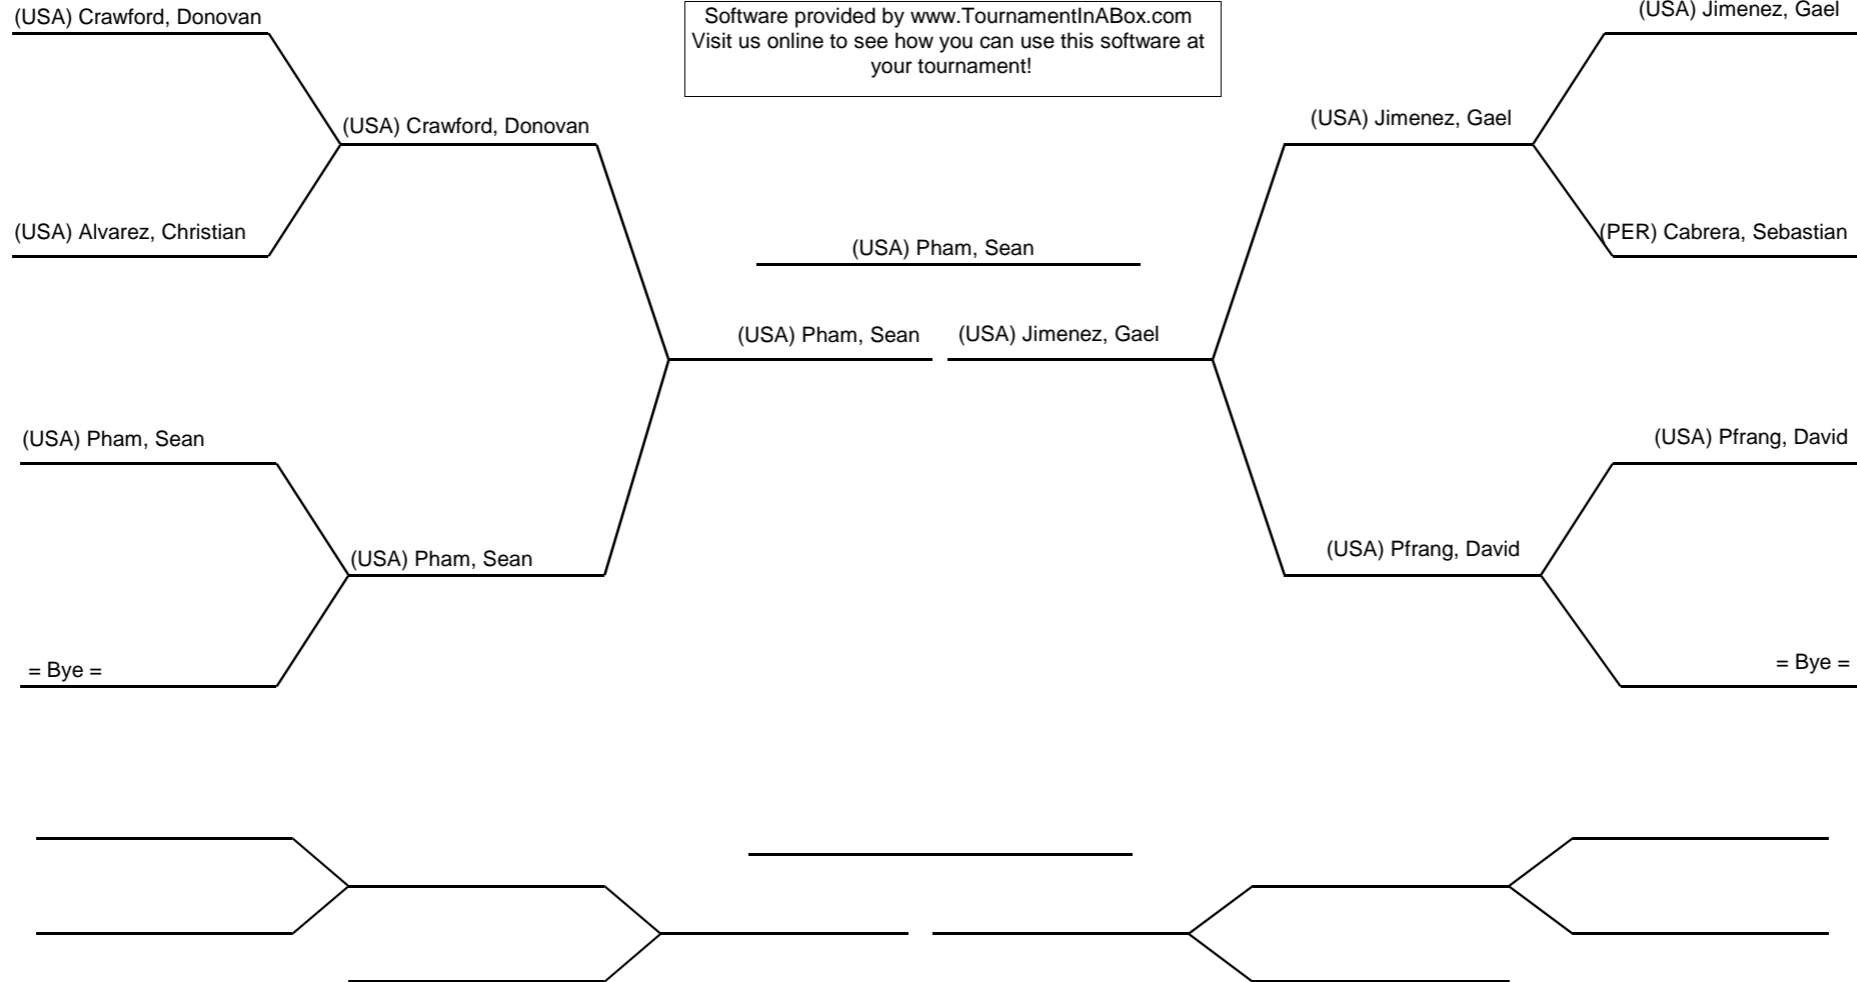 (USA) Crawford, Donovan
Software provided by www.TournamentInABox.com
Visit us online to see how you can use this software at
your tournament!
(USA) Jimenez, Gael
(USA) Crawford, Donovan
(USA) Jimenez, Gael
(USA) Alvarez, Christian
(PER) Cabrera, Sebastian
(USA) Pham, Sean
(USA) Pham, Sean
(USA) Jimenez, Gael
(USA) Pham, Sean
(USA) Pfrang, David
(USA) Pham, Sean
(USA) Pfrang, David
= Bye =
= Bye =